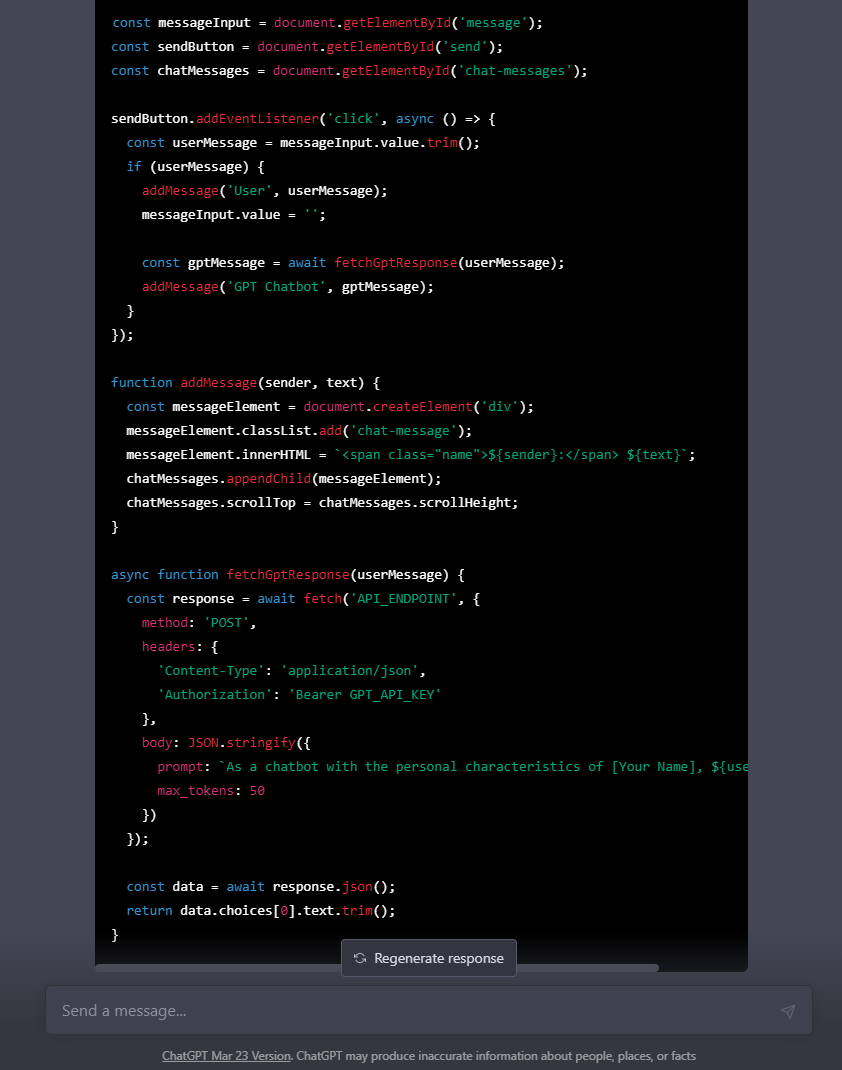 const messageInput = document.getElementById('message');
const sendButton = document.getElementById('send');
const chatMessages = document.getElementById('chat-messages');
sendButton.addEventListener('click', async () => {
const userMessage = messageInput.value.trim();
if (userMessage) {
addMessage('User', userMessage);
messageInput.value = '';
const gptMessage = await fetchGptResponse(userMessage);
addMessage('GPT Chatbot', gptMessage);
}
});
function addMessage(sender, text) {
const messageElement = document.createElement('div');
messageElement.classList.add('chat-message');
messageElement.innerHTML = `<span class="name">${sender}:</span> ${text}`;
chatMessages.appendChild(messageElement);
chatMessages.scrollTop = chatMessages.scrollHeight;
}
async function fetchGptResponse(userMessage) {
const response = await fetch('API_ENDPOINT', {
method: 'POST',
headers: {
'Content-Type': 'application/json',
'Authorization': 'Bearer GPT_API_KEY'
},
body: JSON.stringify({
prompt: `As a chatbot with the personal characteristics of [Your Name], ${use
max_tokens: 50
})
});
const data = await response.json();
return data.choices[0].text.trim();
}
Regenerate response
Send a message...
ChatGPT Mar 23 Version. ChatGPT may produce inaccurate information about people, places, or facts